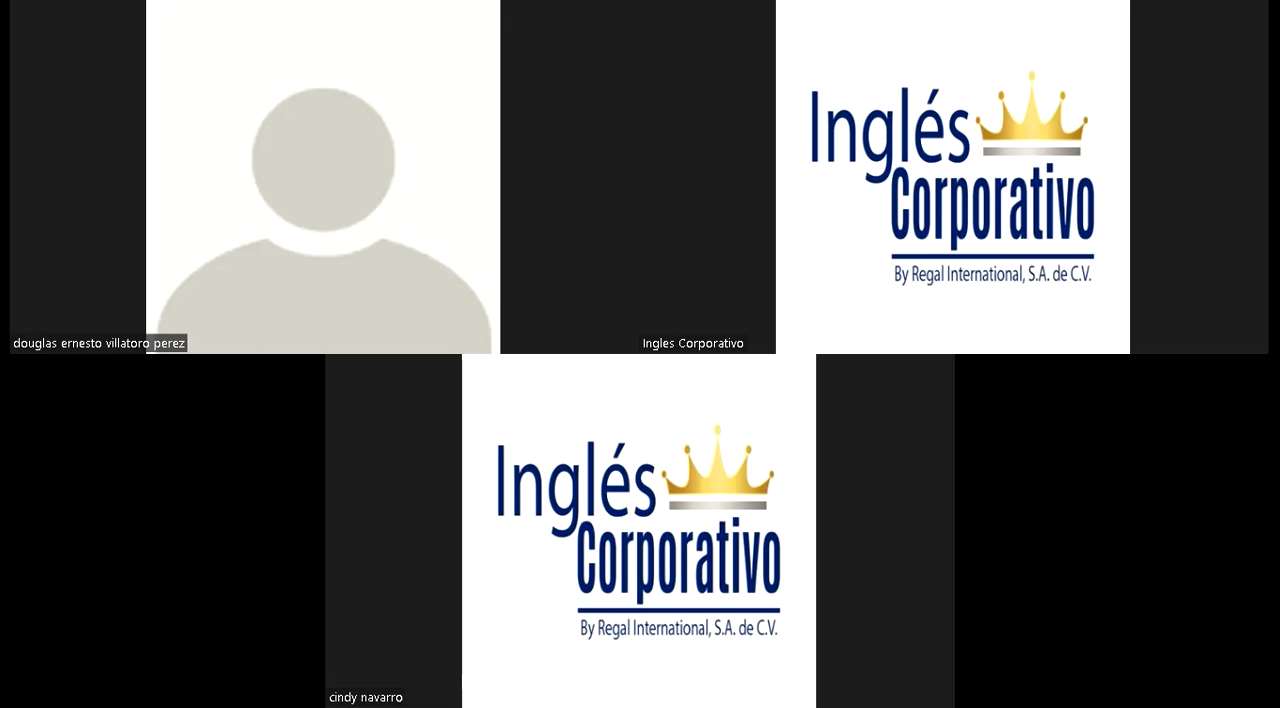 Inglés
Corporativo
By Regal International, S.A. de C.V.
douglas ernesto villatoro perez
Ingles Corporativo
Inglés
Corporativo
By Regal International, S.A. de C.V.
cindy navarro